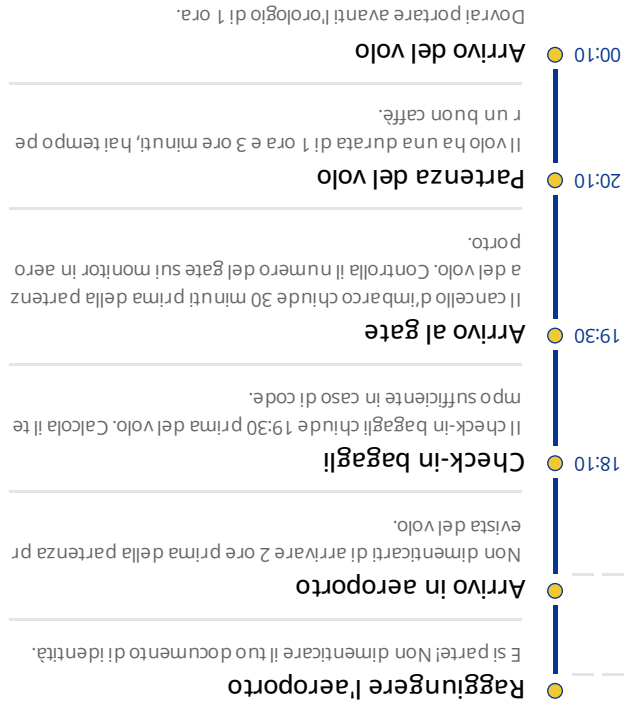 Raggiungere l'aeroporto
E si parte! Non dimenticare il tuo documento di identità.
Arrivo in aeroporto
Non dimenticarti di arrivare 2 ore prima della partenza pr
evista del volo.
18:10
Check-in bagagli
Il check-in bagagli chiude 19:30 prima del volo. Calcola il te
mpo sufficiente in caso di code.
19:30
Arrivo al gate
Il cancello d'imbarco chiude 30 minuti prima della partenz
a del volo. Controlla il numero del gate sui monitor in aero
porto.
20:10
Partenza del volo
Il volo ha una durata di 1 ora e 3 ore minuti, hai tempo pe
r un buon caffè.
00:10
Arrivo del volo
Dovrai portare avanti l'orologio di 1 ora.